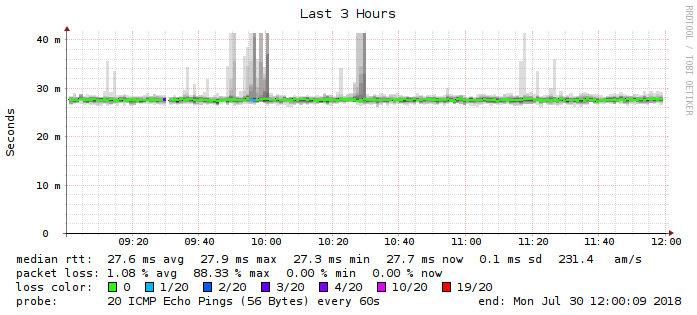 Last 3 Hours
RRDTOOL / TOBI OETIKER
Seconds
40 m
30 m
20 m
10 m
0
09:20 09:40 10:00 10:20 10:40 11:00 11:20 11:40 12:00
median rtt: 27.6 ms avg 27.9 ms max 27.3 ms min 27.7 ms now 0.1 ms sd 231.4 am/s
packet loss: 1.08 % avg 88.33 % max 0.00 % min 0.00 % now
loss color: 0 1/20 2/20 3/20 4/20 10/20 19/20
probe: 20 ICMP Echo Pings (56 Bytes) every 60s end: Mon Jul 30 12:00:09 2018